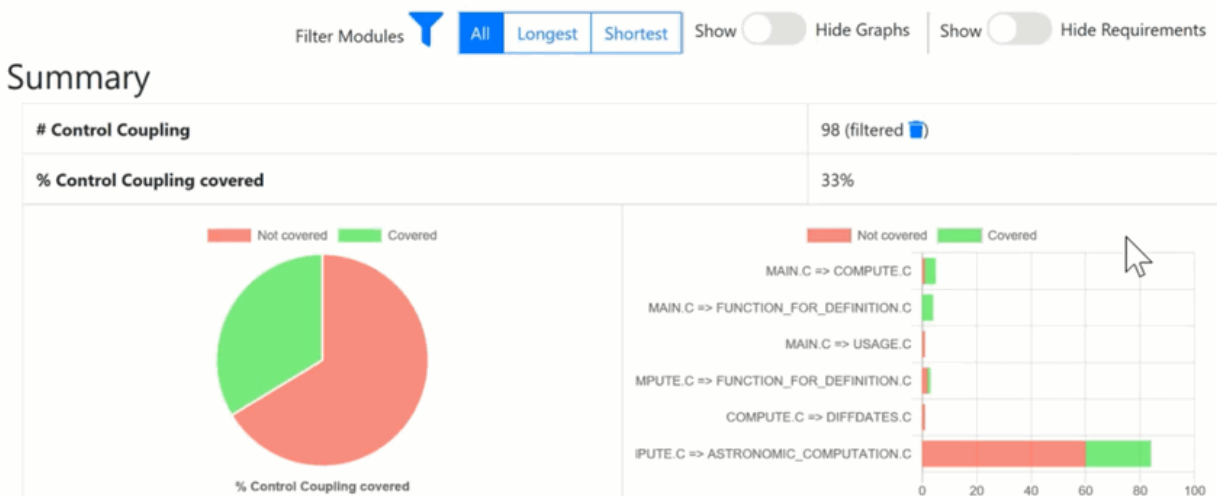 Filter Modules All Longest Shortest Show Hide Graphs Show Hide Requirements
Summary
# Control Coupling 98 (filtered )
% Control Coupling covered 33%
Not covered Covered
% Control Coupling covered
Not covered Covered
MAIN.C => COMPUTE.C
MAIN.C => FUNCTION_FOR_DEFINITION.C
MAIN.C => USAGE.C
MPUTE.C => FUNCTION_FOR_DEFINITION.C
COMPUTE.C => DIFFDATES.C
IPUTE.C => ASTRONOMIC_COMPUTATION.C
0 20 40 60 80 100